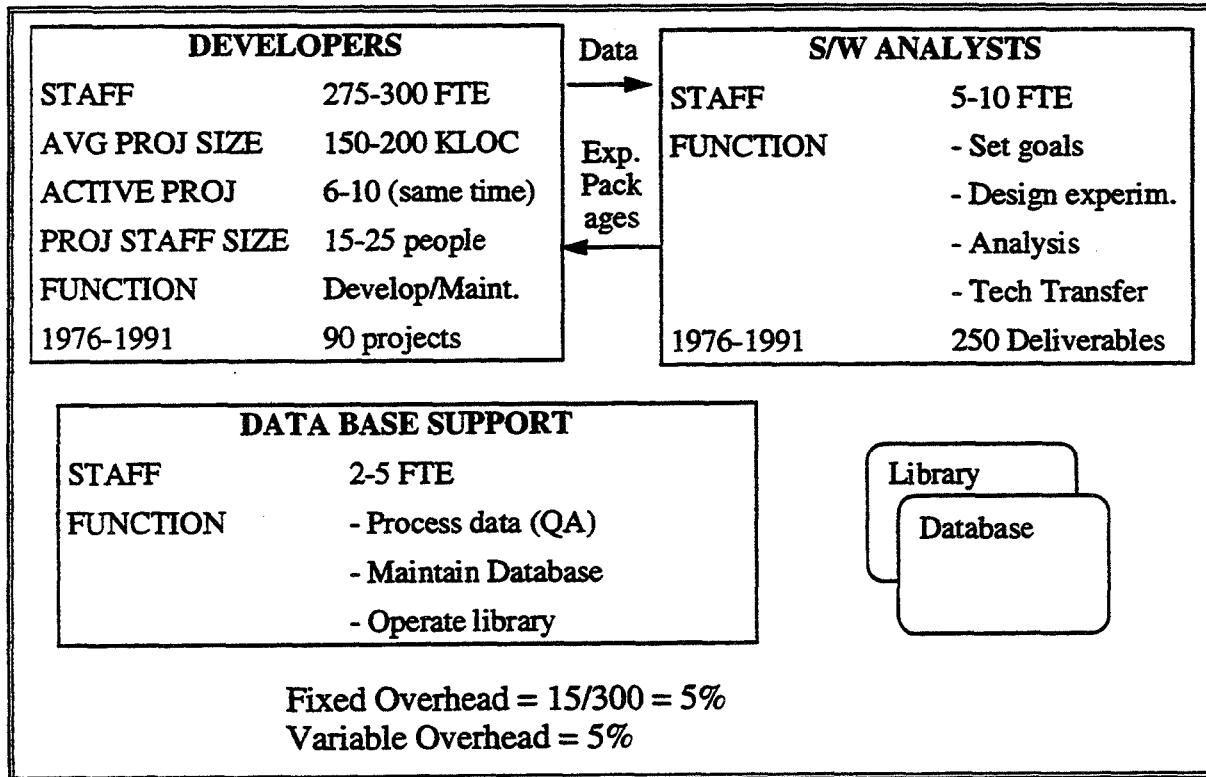 DEVELOPERS
STAFF 275-300 FTE
AVG PROJ SIZE 150-200 KLOC
ACTIVE PROJ 6-10 (same time)
PROJ STAFF SIZE 15-25 people
FUNCTION Develop/Maint.
1976-1991 90 projects
Data
Exp.
Pack
ages
S/W ANALYSTS
STAFF 5-10 FTE
FUNCTION - Set goals
- Design experim.
- Analysis
- Tech Transfer
1976-1991 250 Deliverables
DATA BASE SUPPORT
STAFF 2-5 FTE
FUNCTION - Process data (QA)
- Maintain Database
- Operate library
Library
Database
Fixed Overhead = 15/300 = 5%
Variable Overhead = 5%